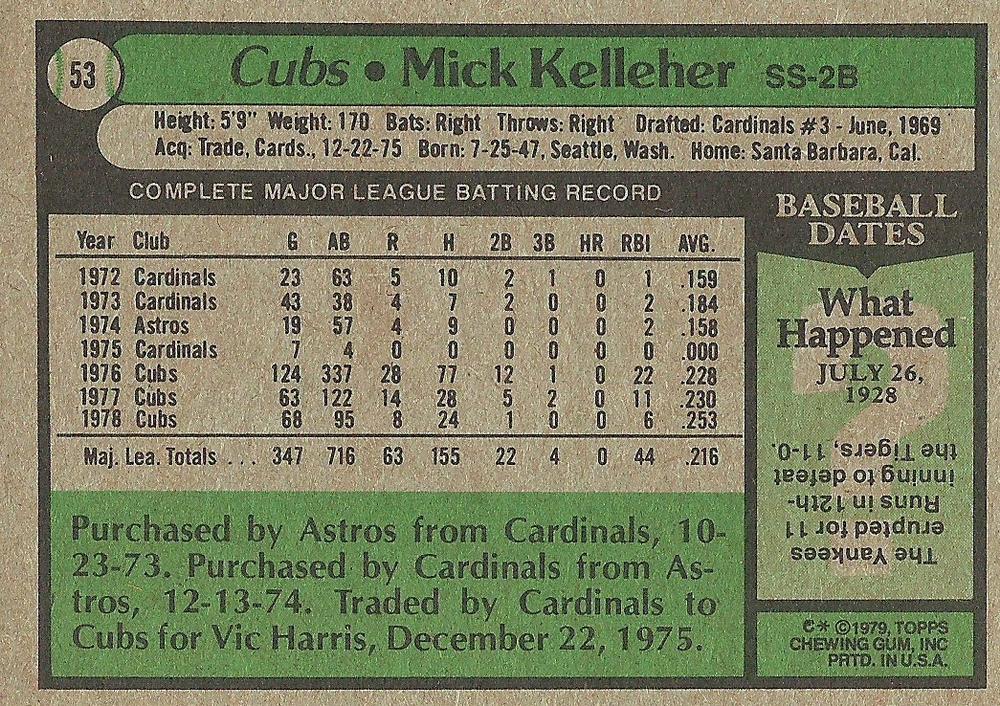 53
Cubs • Mick Kelleher SS-2B
Height: 5'9" Weight: 170 Bats: Right Throws: Right Drafted: Cardinals #3 - June, 1969
Acq: Trade, Cards., 12-22-75 Born: 7-25-47, Seattle, Wash. Home: Santa Barbara, Cal.
COMPLETE MAJOR LEAGUE BATTING RECORD
Year Club G AB R H 2B 3B HR RBI AVG.
1972 Cardinals 23 63 5 10 2 1 0 1 .159
1973 Cardinals 43 38 4 7 2 0 0 2 .184
1974 Astros 19 57 4 9 0 0 0 2 .158
1975 Cardinals 7 4 0 0 0 0 0 0 .000
1976 Cubs 124 337 28 77 12 1 0 22 .228
1977 Cubs 63 122 14 28 5 2 0 11 .230
1978 Cubs 68 95 8 24 1 0 0 6 .253
Maj. Lea. Totals ... 347 716 63 155 22 4 0 44 .216
Purchased by Astros from Cardinals, 10-
23-73. Purchased by Cardinals from As-
tros, 12-13-74. Traded by Cardinals to
Cubs for Vic Harris, December 22, 1975.
BASEBALL
DATES
What
Happened
JULY 26,
1928
The Yankees
erupted for 11
Runs in 12th-
inning to defeat
the Tigers, 11-0.
C* ©1979, TOPPS
CHEWING GUM, INC
PRTD. IN U.S.A.